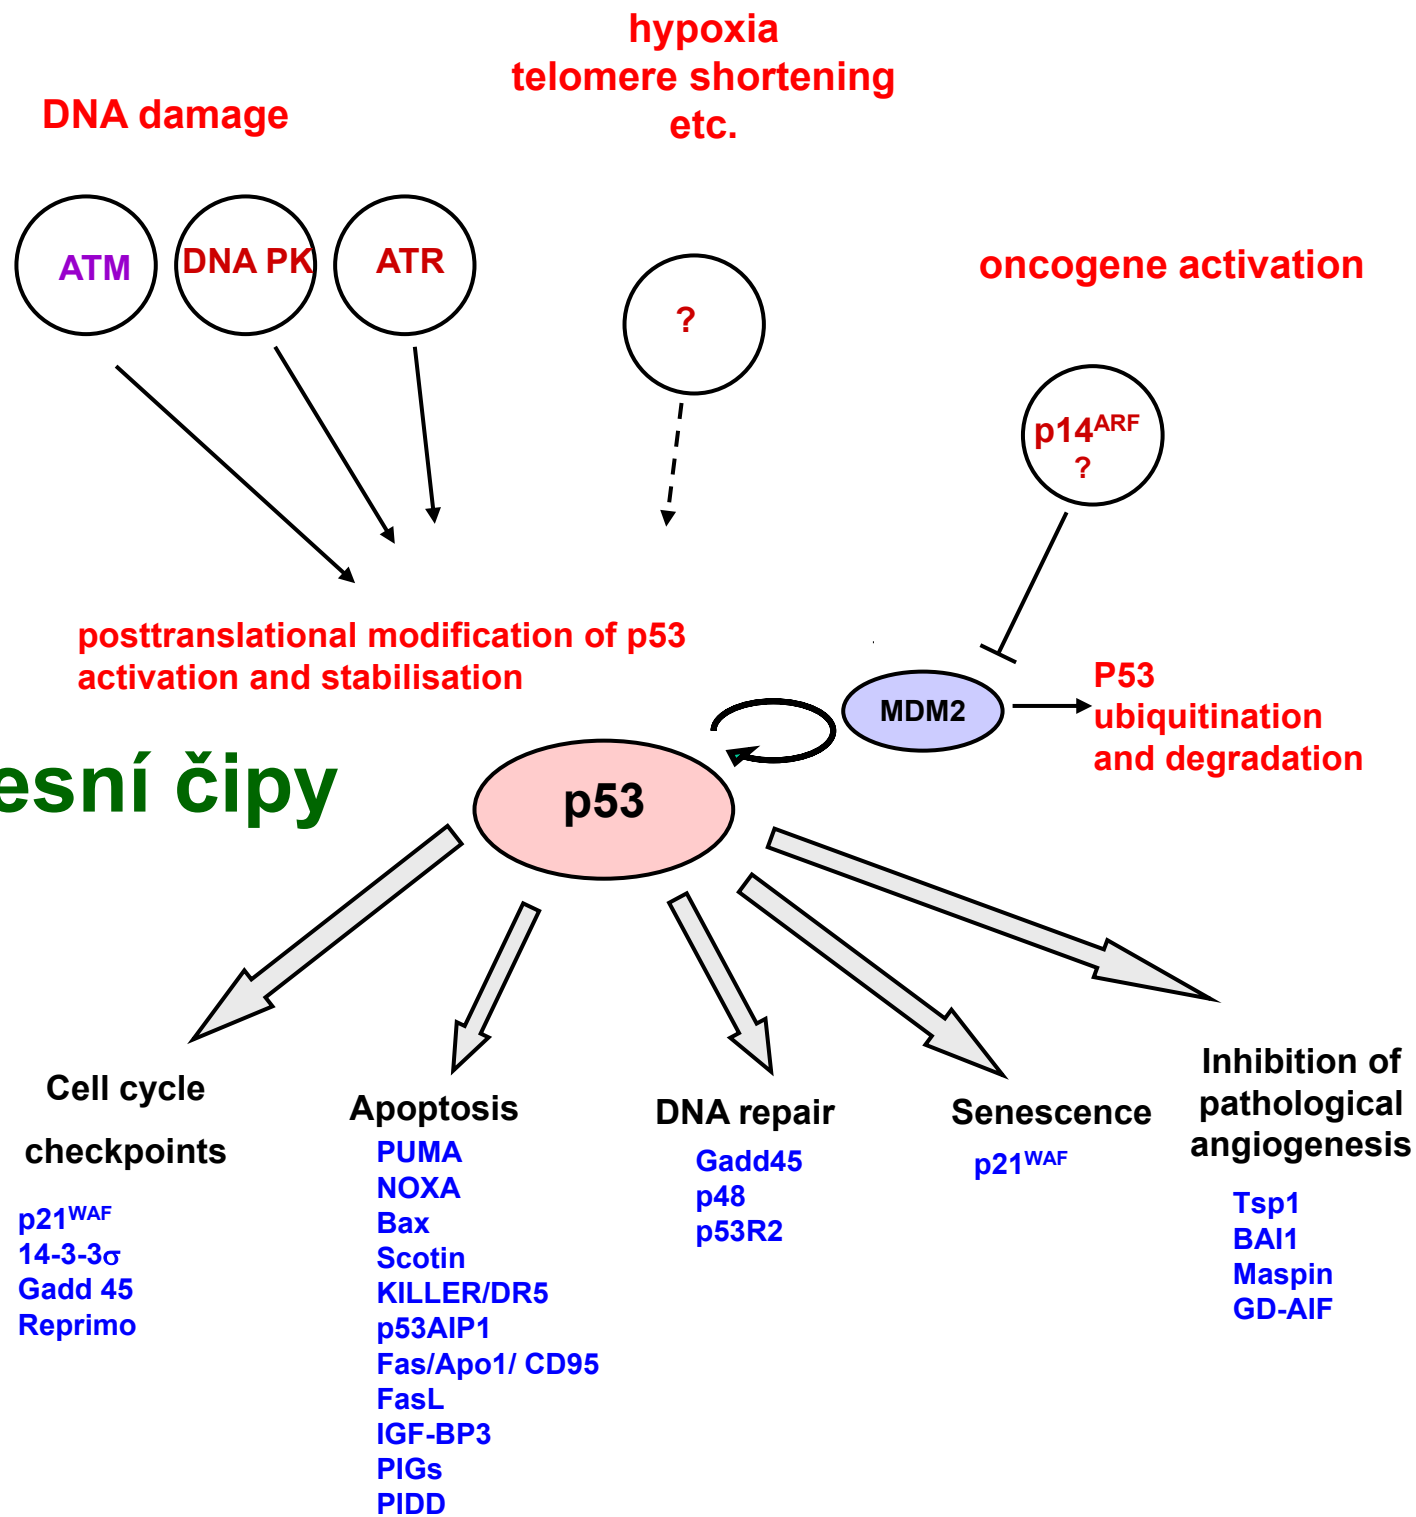 hypoxia
telomere shortening
etc.
DNA damage
ATM
DNA PK
ATR
?
oncogene activation
p14ARF
?
posttranslational modification of p53
activation and stabilisation
MDM2
P53
ubiquitination
and degradation
esní čipy
p53
Cell cycle
checkpoints
p21WAF
14-3-3σ
Gadd 45
Reprimo
Apoptosis
PUMA
NOXA
Bax
Scotin
KILLER/DR5
p53AIP1
Fas/Apo1/ CD95
FasL
IGF-BP3
PIGs
PIDD
DNA repair
Gadd45
p48
p53R2
Senescence
p21WAF
Inhibition of
pathological
angiogenesis
Tsp1
BAI1
Maspin
GD-AIF